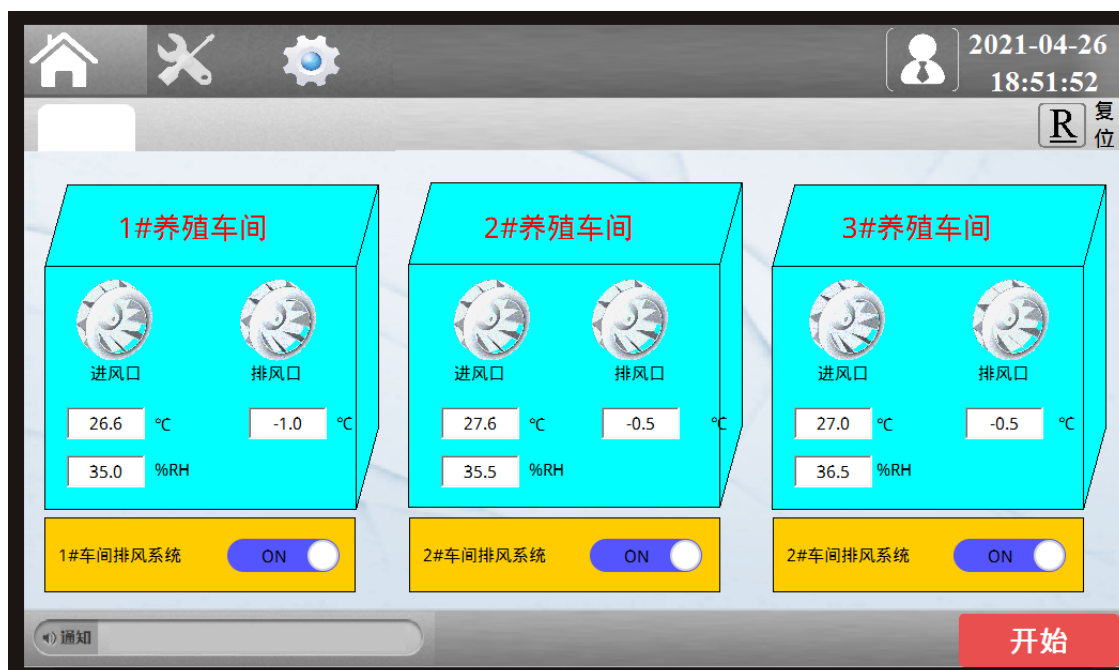 2021-04-26
18:51:52
R 复位
1#养殖车间
2#养殖车间
3#养殖车间
进风口 排风口
进风口 排风口
进风口 排风口
26.6 ℃ -1.0 ℃
27.6 ℃ -0.5 ℃
27.0 ℃ -0.5 ℃
35.0 %RH
35.5 %RH
36.5 %RH
1#车间排风系统 ON
2#车间排风系统 ON
2#车间排风系统 ON
通知
开始